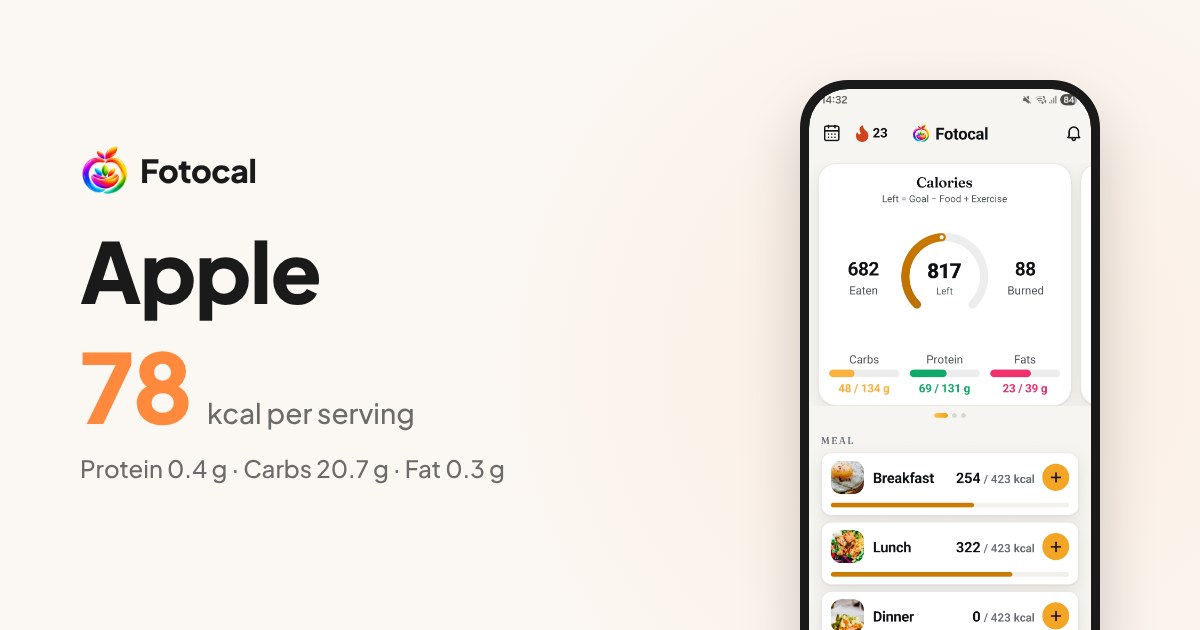 Fotocal
Apple
78 kcal per serving
Protein 0.4 g · Carbs 20.7 g · Fat 0.3 g
14:32 84
23 Fotocal
Calories
Left = Goal − Food + Exercise
682 817 88
Eaten Left Burned
Carbs Protein Fats
48 / 134 g 69 / 131 g 23 / 39 g
MEAL
Breakfast 254 / 423 kcal +
Lunch 322 / 423 kcal +
Dinner 0 / 423 kcal +